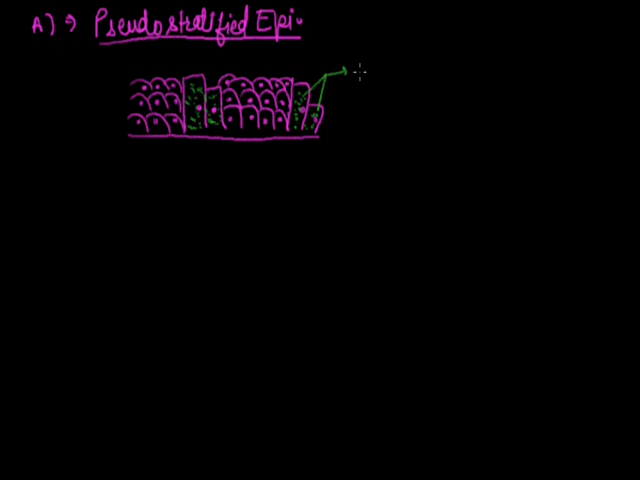 A) → Pseudostratified Epi.